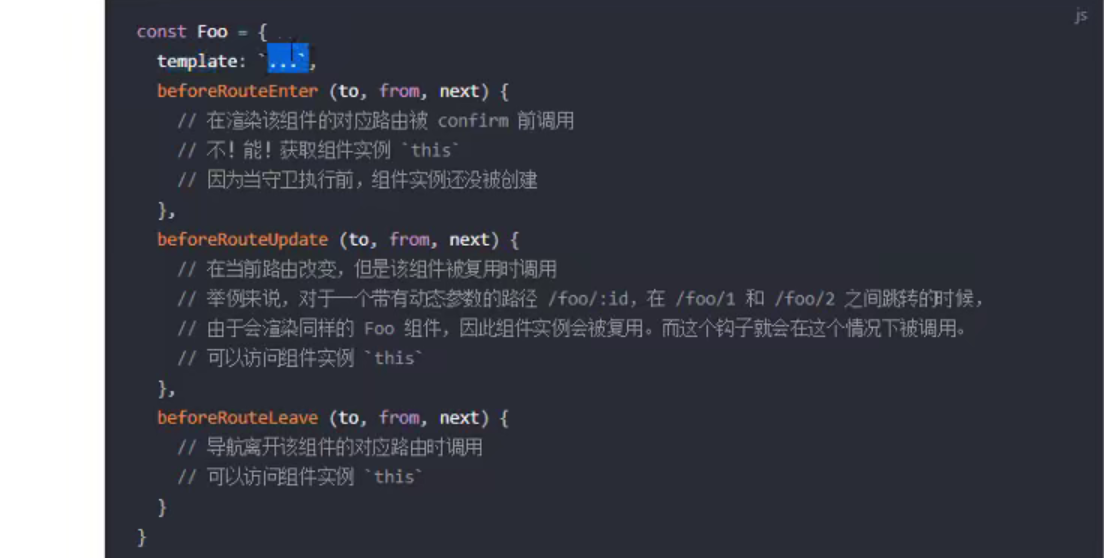 js
const Foo = {
template: `...`,
beforeRouteEnter (to, from, next) {
// 在渲染该组件的对应路由被 confirm 前调用
// 不！能！获取组件实例 `this`
// 因为当守卫执行前，组件实例还没被创建
},
beforeRouteUpdate (to, from, next) {
// 在当前路由改变，但是该组件被复用时调用
// 举例来说，对于一个带有动态参数的路径 /foo/:id，在 /foo/1 和 /foo/2 之间跳转的时候，
// 由于会渲染同样的 Foo 组件，因此组件实例会被复用。而这个钩子就会在这个情况下被调用。
// 可以访问组件实例 `this`
},
beforeRouteLeave (to, from, next) {
// 导航离开该组件的对应路由时调用
// 可以访问组件实例 `this`
}
}